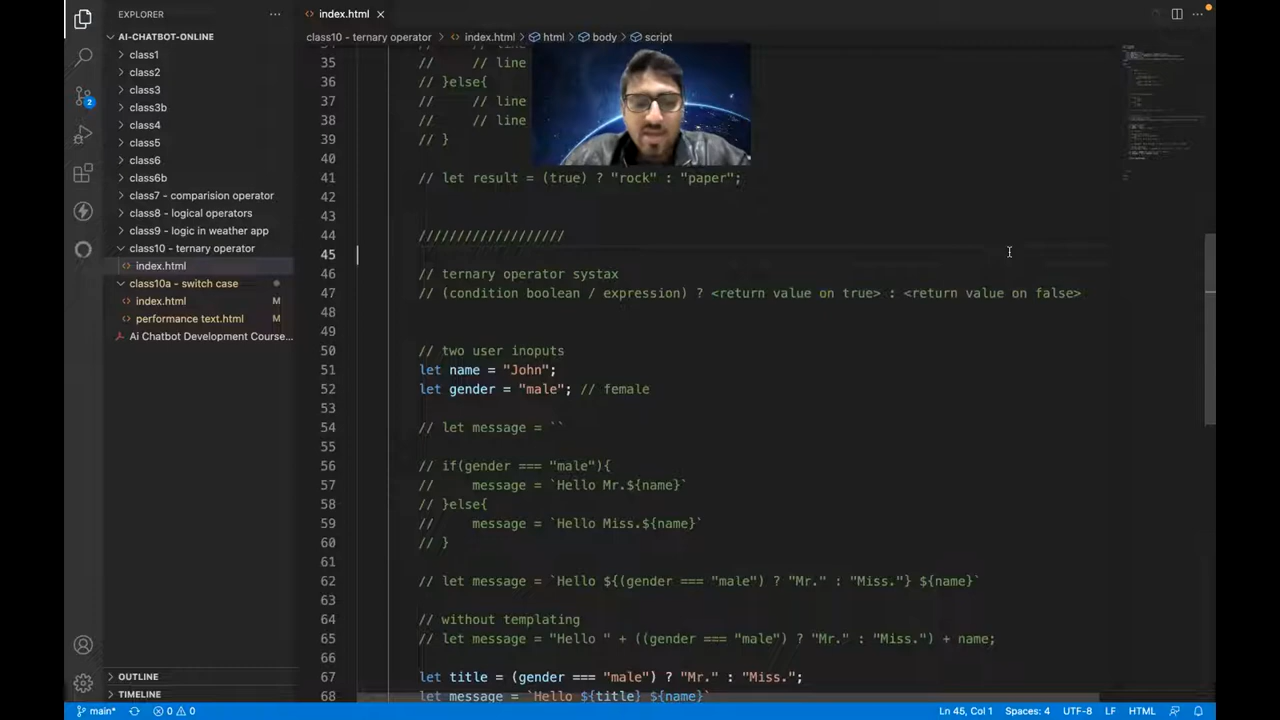 EXPLORER
index.html
AI-CHATBOT-ONLINE
class10 - ternary operator
index.html
html
body
script
class1
class2
class3
class3b
class4
class5
class6
class6b
class7 - comparision operator
class8 - logical operators
class9 - logic in weather app
class10 - ternary operator
index.html
class10a - switch case
index.html
M
performance text.html
M
Ai Chatbot Development Course...
2
35 // // line
36 // }else{
37 // // line
38 // // line
39 // }
40
41 // let result = (true) ? "rock" : "paper";
42
43
44 ///////////////////
45
46 // ternary operator systax
47 // (condition boolean / expression) ? <return value on true> : <return value on false>
48
49
50 // two user inoputs
51 let name = "John";
52 let gender = "male"; // female
53
54 // let message = ``
55
56 // if(gender === "male"){
57 //     message = `Hello Mr.${name}`
58 // }else{
59 //     message = `Hello Miss.${name}`
60 // }
61
62 // let message = `Hello ${(gender === "male") ? "Mr." : "Miss."} ${name}`
63
64 // without templating
65 // let message = "Hello " + ((gender === "male") ? "Mr." : "Miss.") + name;
66
67 let title = (gender === "male") ? "Mr." : "Miss.";
68 let message = `Hello ${title} ${name}`
OUTLINE
TIMELINE
main*
0
0
Ln 45, Col 1
Spaces: 4
UTF-8
LF
HTML